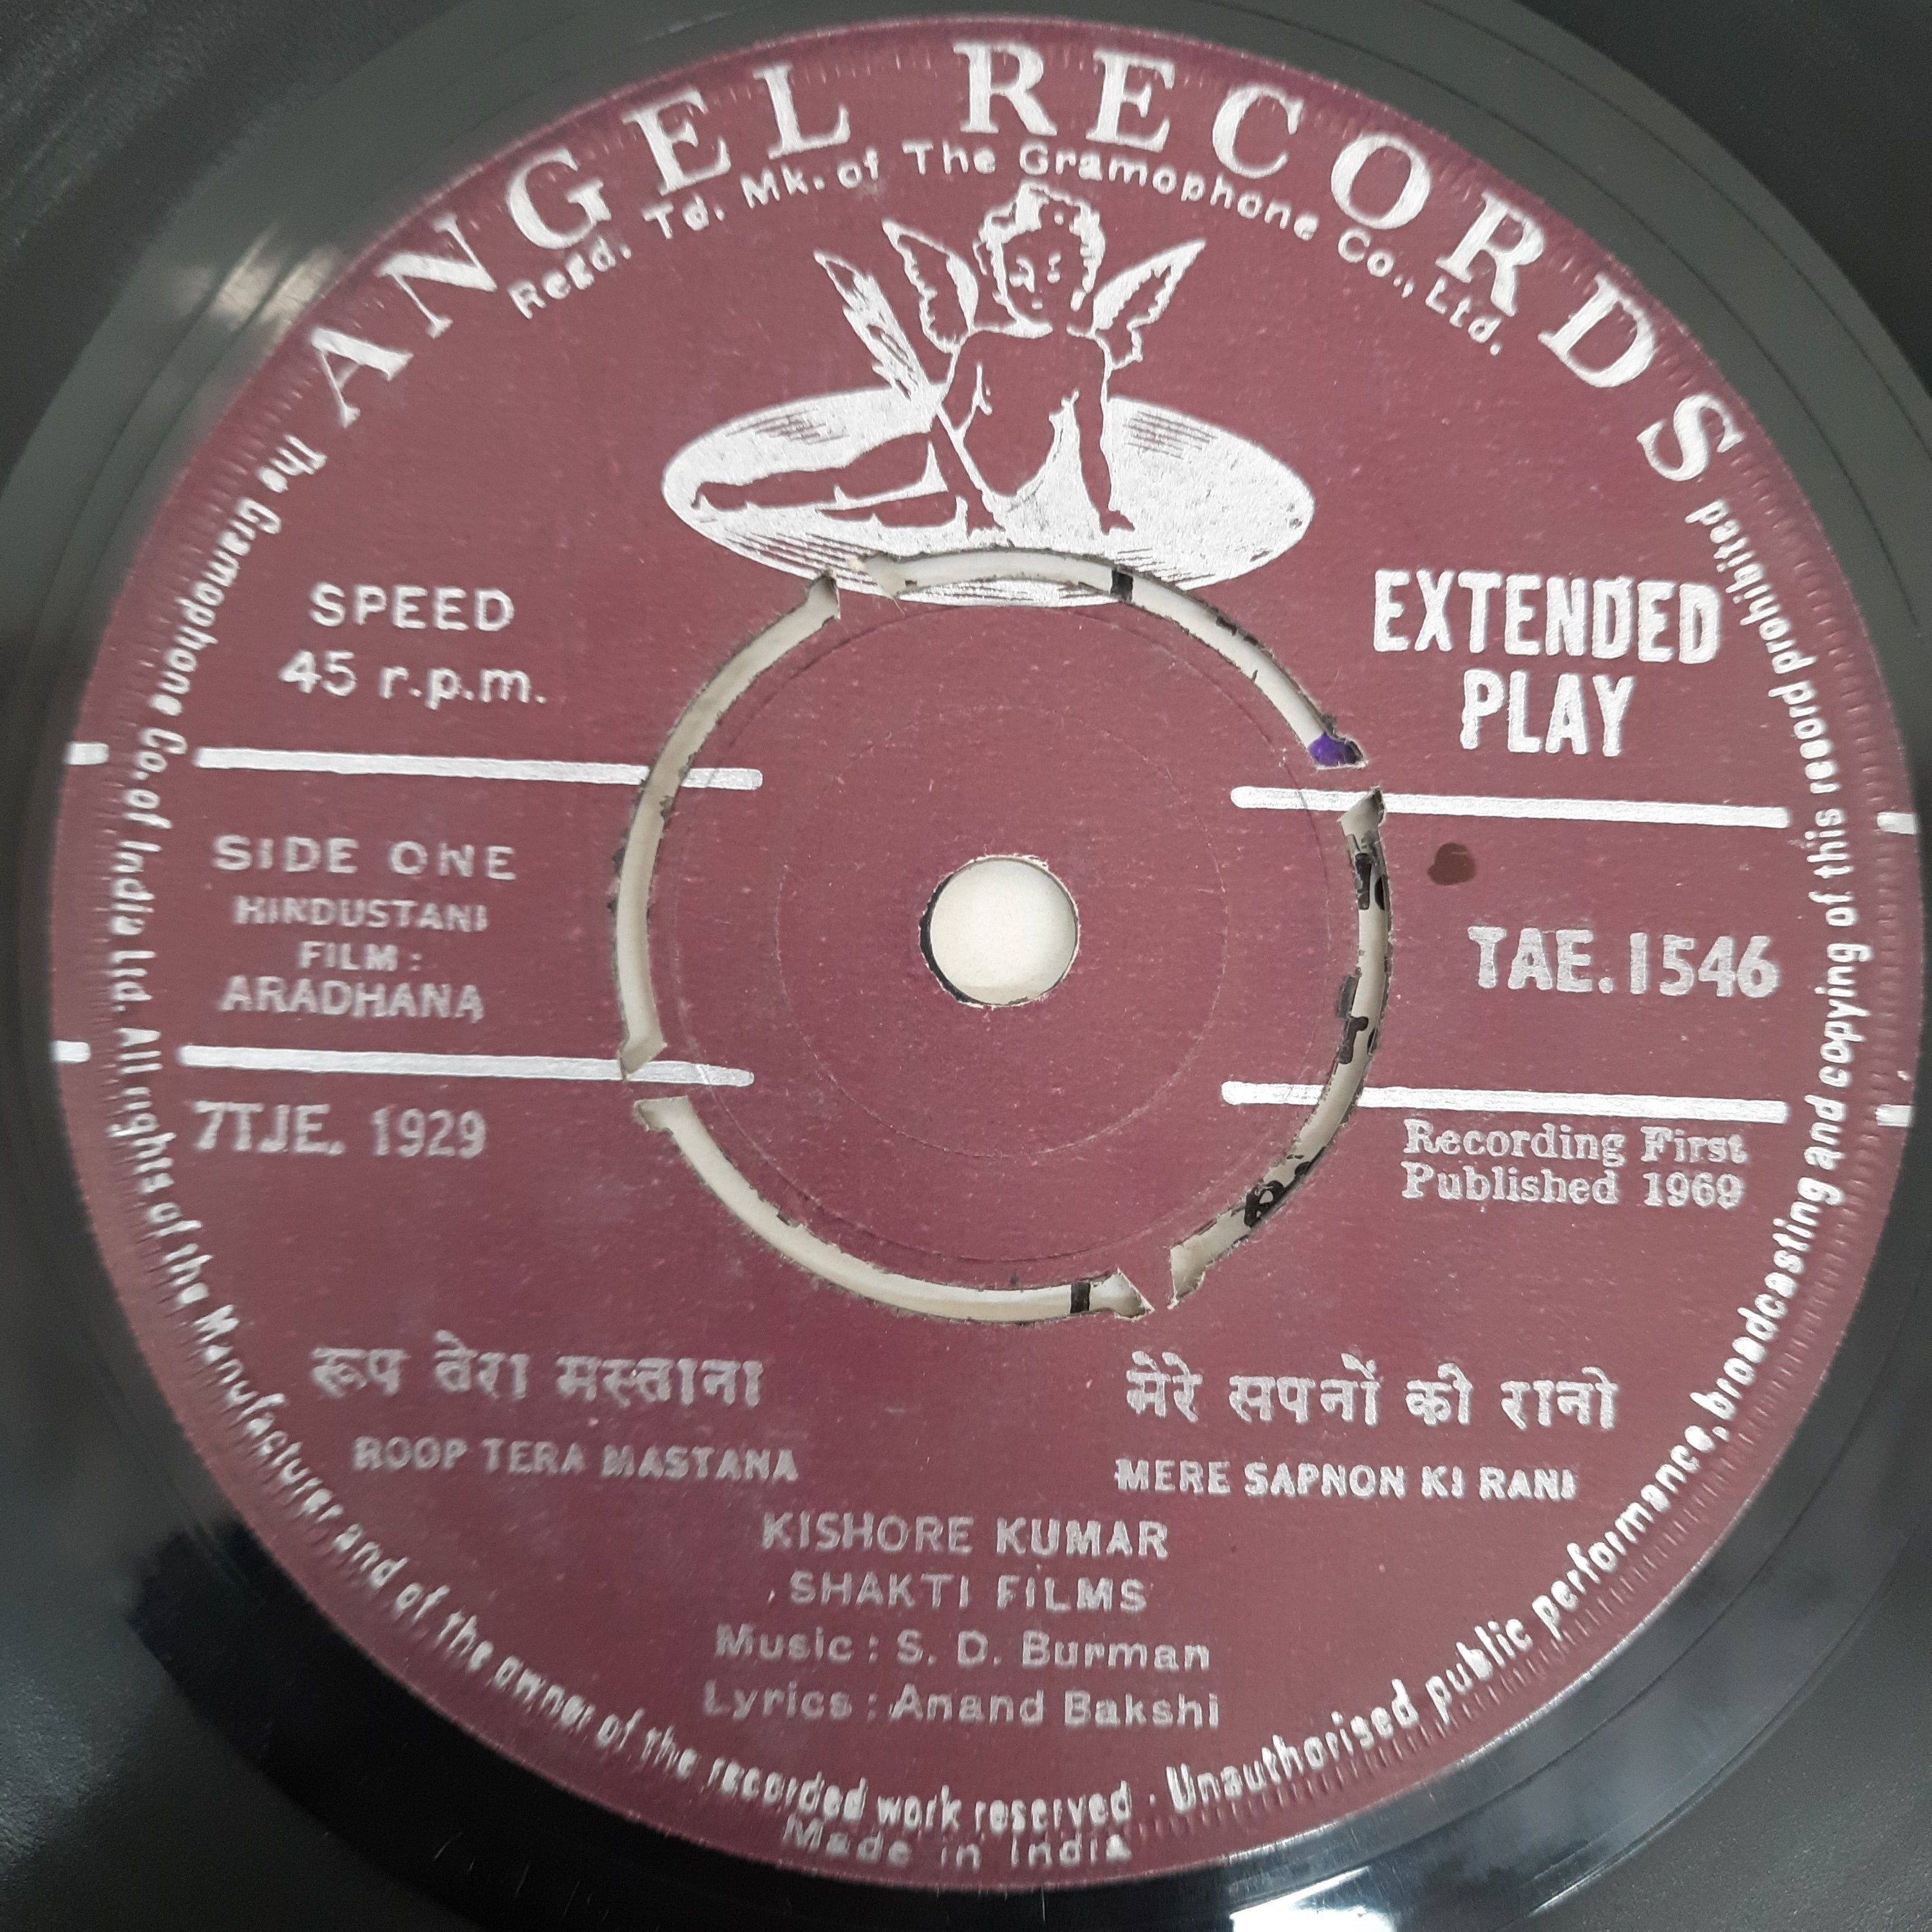 ANGEL RECORDS
Regd. Td. Mk. of The Gramophone Co., Ltd.
SPEED
45 r.p.m.
EXTENDED
PLAY
SIDE ONE
HINDUSTANI
FILM:
ARADHANA
TAE.1546
7TJE. 1929
Recording First
Published 1969
रूप तेरा मस्ताना
ROOP TERA MASTANA
मेरे सपनों की रानी
MERE SAPNON KI RANI
KISHORE KUMAR
SHAKTI FILMS
Music : S. D. Burman
Lyrics : Anand Bakshi
The Gramophone Co. of India Ltd. All rights of the Manufacturer and of the owner of the recorded work reserved · Unauthorised public performance, broadcasting and copying of this record prohibited
Made in India